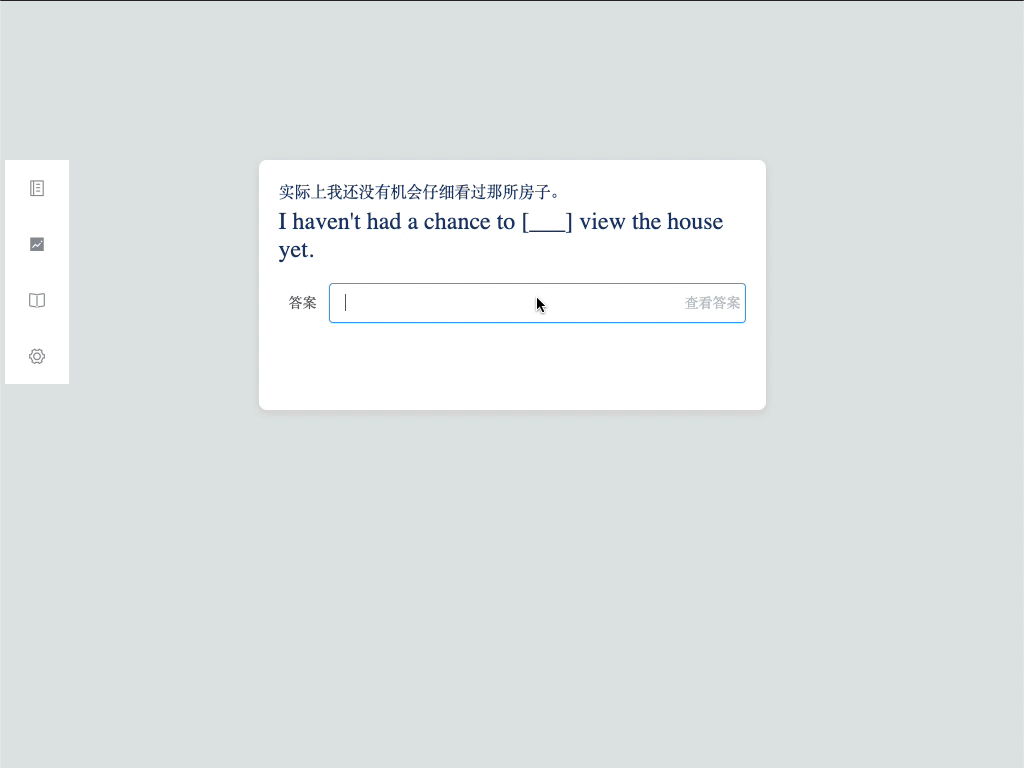 实际上我还没有机会仔细看过那所房子。
I haven't had a chance to [___] view the house
yet.
答案
查看答案